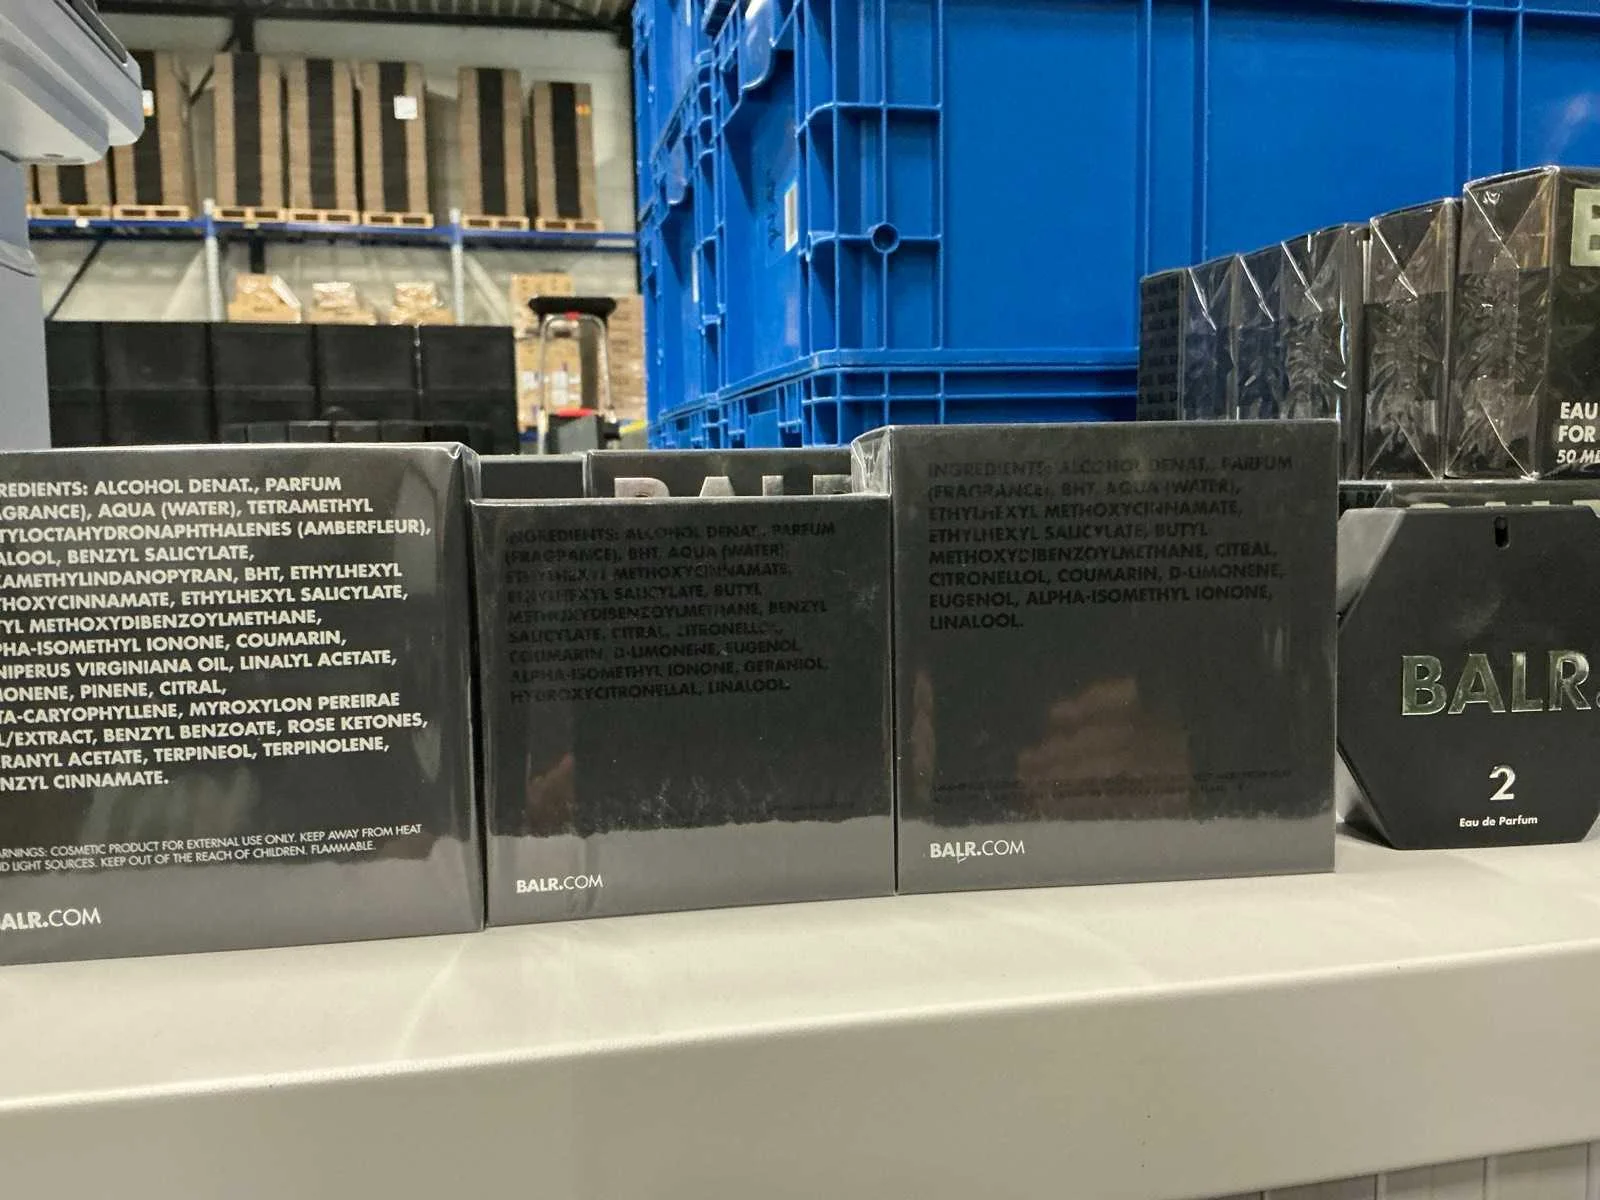 REDIENTS: ALCOHOL DENAT., PARFUM
AGRANCE), AQUA (WATER), TETRAMETHYL
TYLOCTAHYDRONAPHTHALENES (AMBERFLEUR),
ALOOL, BENZYL SALICYLATE,
XAMETHYLINDANOPYRAN, BHT, ETHYLHEXYL
THOXYCINNAMATE, ETHYLHEXYL SALICYLATE,
TYL METHOXYDIBENZOYLMETHANE,
PHA-ISOMETHYL IONONE, COUMARIN,
NIPERUS VIRGINIANA OIL, LINALYL ACETATE,
MONENE, PINENE, CITRAL,
TA-CARYOPHYLLENE, MYROXYLON PEREIRAE
L/EXTRACT, BENZYL BENZOATE, ROSE KETONES,
RANYL ACETATE, TERPINEOL, TERPINOLENE,
NZYL CINNAMATE.
ARNINGS: COSMETIC PRODUCT FOR EXTERNAL USE ONLY. KEEP AWAY FROM HEAT
ND LIGHT SOURCES. KEEP OUT OF THE REACH OF CHILDREN. FLAMMABLE.
ALR.COM
BALR
INGREDIENTS: ALCOHOL DENAT., PARFUM
(FRAGRANCE), BHT, AQUA (WATER),
ETHYLHEXYL METHOXYCINNAMATE,
ETHYLHEXYL SALICYLATE, BUTYL
METHOXYDIBENZOYLMETHANE, BENZYL
SALICYLATE, CITRAL, CITRONELLOL,
COUMARIN, D-LIMONENE, EUGENOL,
ALPHA-ISOMETHYL IONONE, GERANIOL,
HYDROXYCITRONELLAL, LINALOOL.
BALR.COM
INGREDIENTS: ALCOHOL DENAT., PARFUM
(FRAGRANCE), BHT, AQUA (WATER),
ETHYLHEXYL METHOXYCINNAMATE,
ETHYLHEXYL SALICYLATE, BUTYL
METHOXYDIBENZOYLMETHANE, CITRAL,
CITRONELLOL, COUMARIN, D-LIMONENE,
EUGENOL, ALPHA-ISOMETHYL IONONE,
LINALOOL.
BALR.COM
B
EAU
FOR
50 ML
BALR.
2
Eau de Parfum